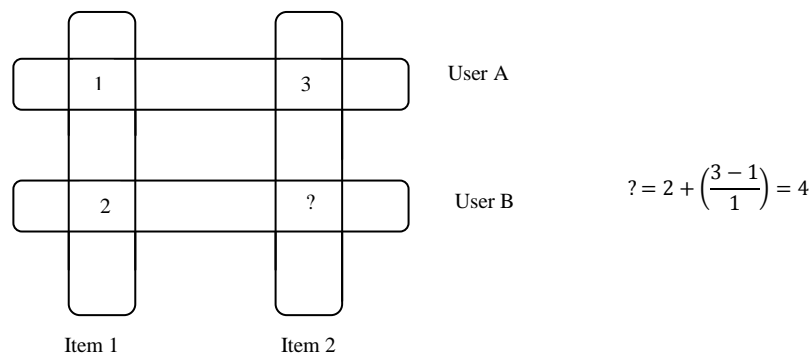 1 3 User A
2 ? User B
? = 2 + (3 − 1 / 1) = 4
Item 1 Item 2